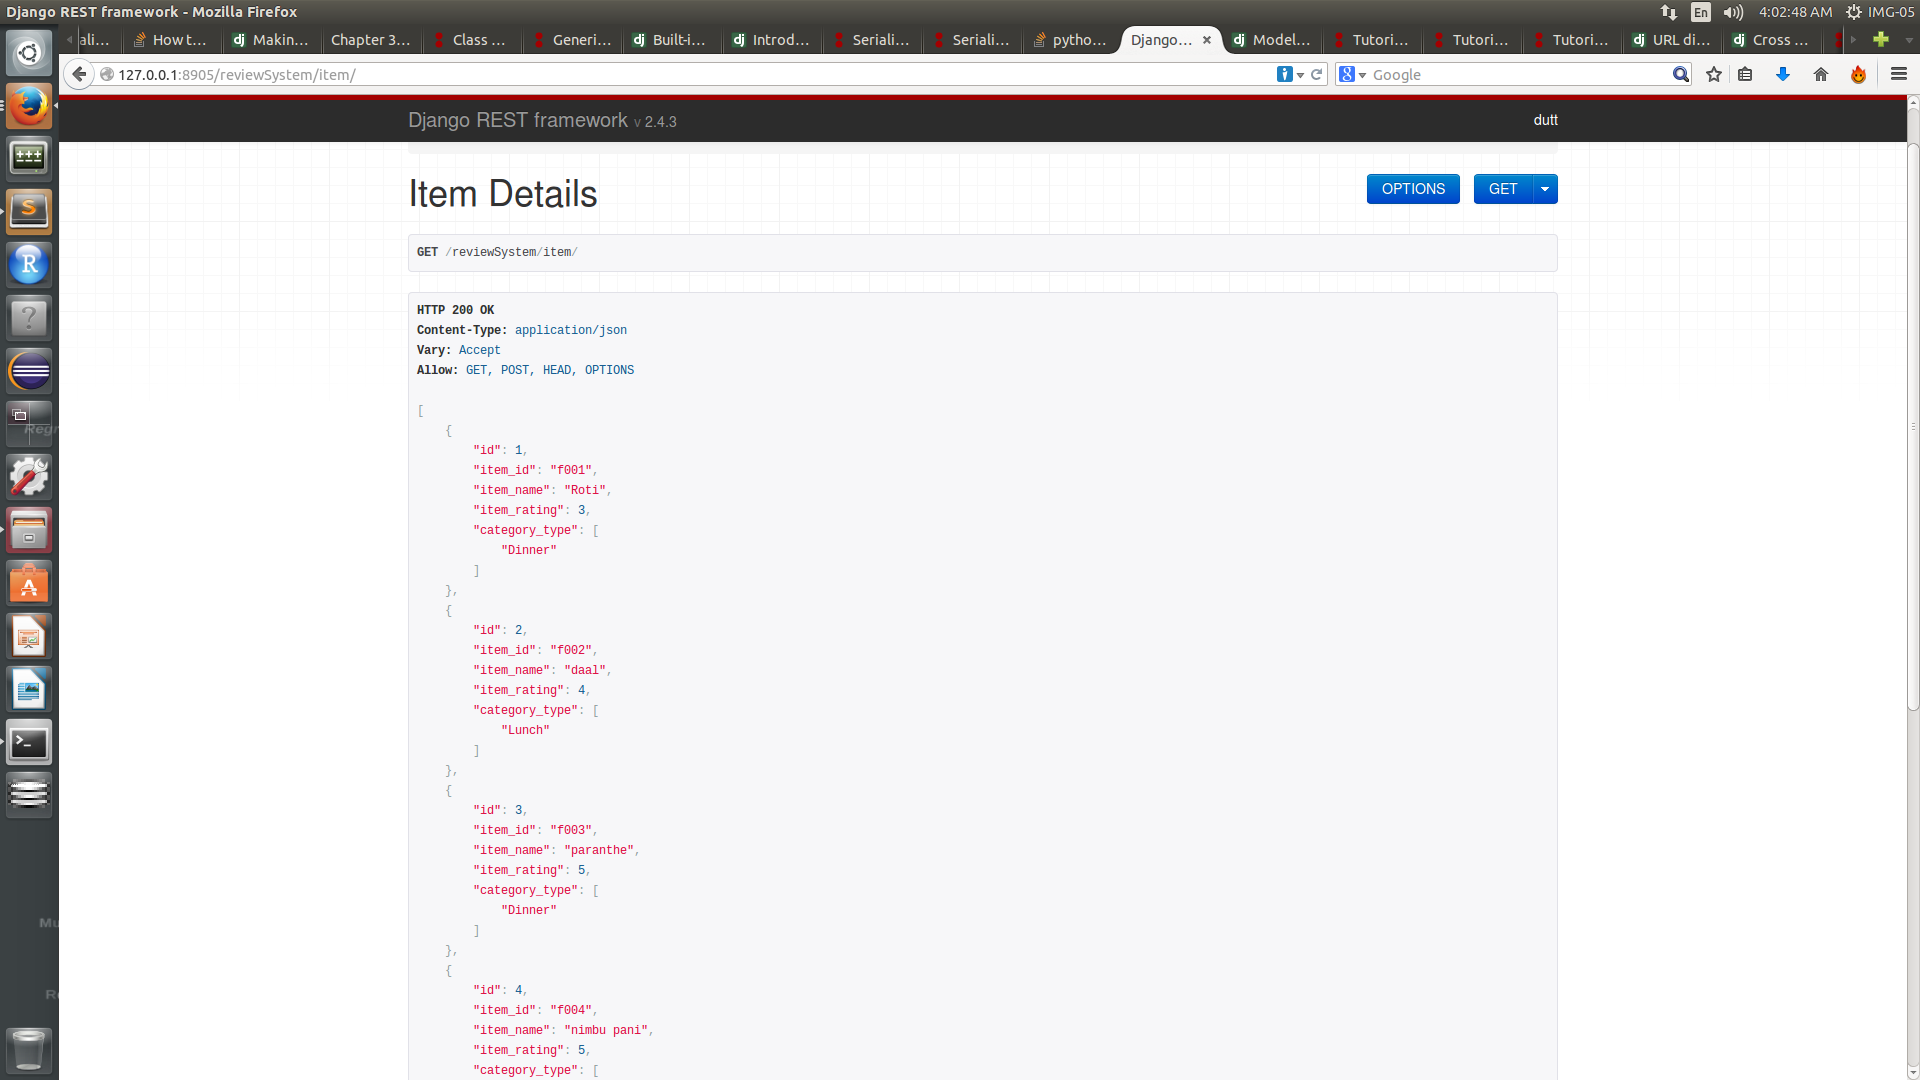 Django REST framework - Mozilla Firefox
En
4:02:48 AM
IMG-05
ali...
How t...
Makin...
Chapter 3...
Class ...
Generi...
Built-i...
Introd...
Seriali...
Seriali...
pytho...
Django...
Model...
Tutori...
Tutori...
Tutori...
URL di...
Cross ...
127.0.0.1:8905/reviewSystem/item/
Google
Django REST framework v 2.4.3
dutt
Item Details
OPTIONS
GET
GET /reviewSystem/item/
HTTP 200 OK
Content-Type: application/json
Vary: Accept
Allow: GET, POST, HEAD, OPTIONS
[
{
"id": 1,
"item_id": "f001",
"item_name": "Roti",
"item_rating": 3,
"category_type": [
"Dinner"
]
},
{
"id": 2,
"item_id": "f002",
"item_name": "daal",
"item_rating": 4,
"category_type": [
"Lunch"
]
},
{
"id": 3,
"item_id": "f003",
"item_name": "paranthe",
"item_rating": 5,
"category_type": [
"Dinner"
]
},
{
"id": 4,
"item_id": "f004",
"item_name": "nimbu pani",
"item_rating": 5,
"category_type": [